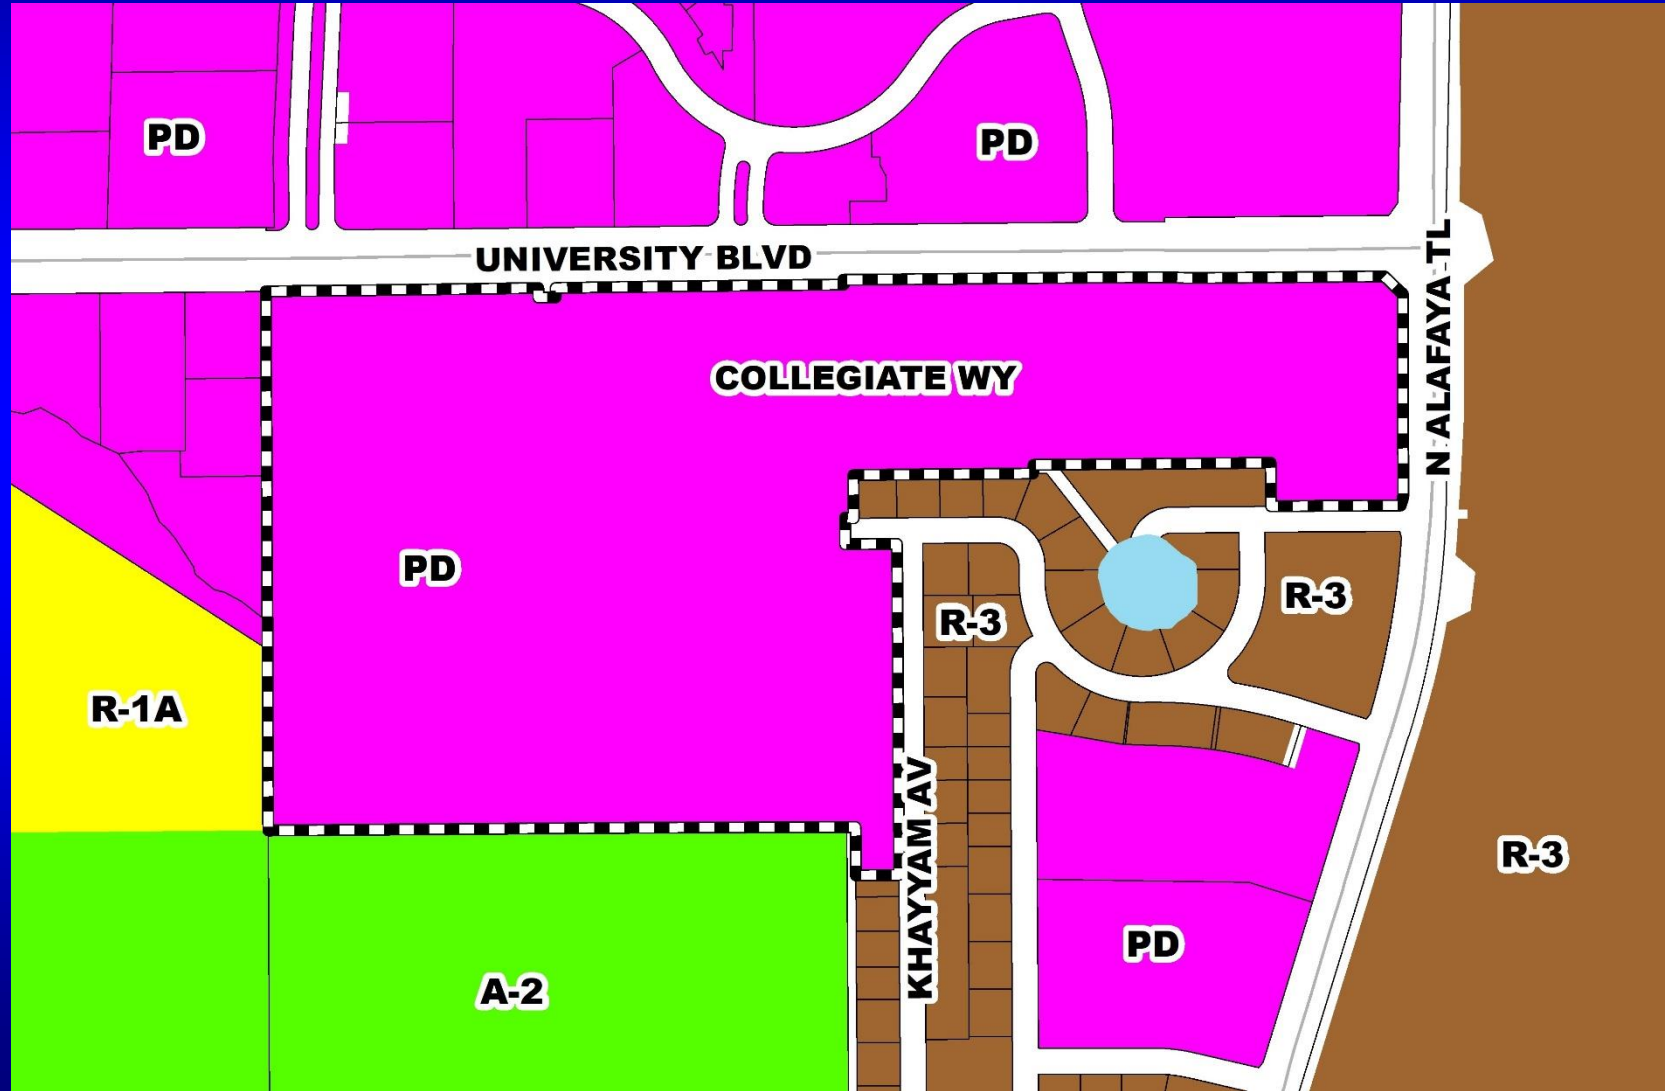 PD
PD
UNIVERSITY BLVD
N ALAFAYA TL
COLLEGIATE WY
PD
R-3
R-3
R-1A
KHAYYAM AV
R-3
PD
A-2